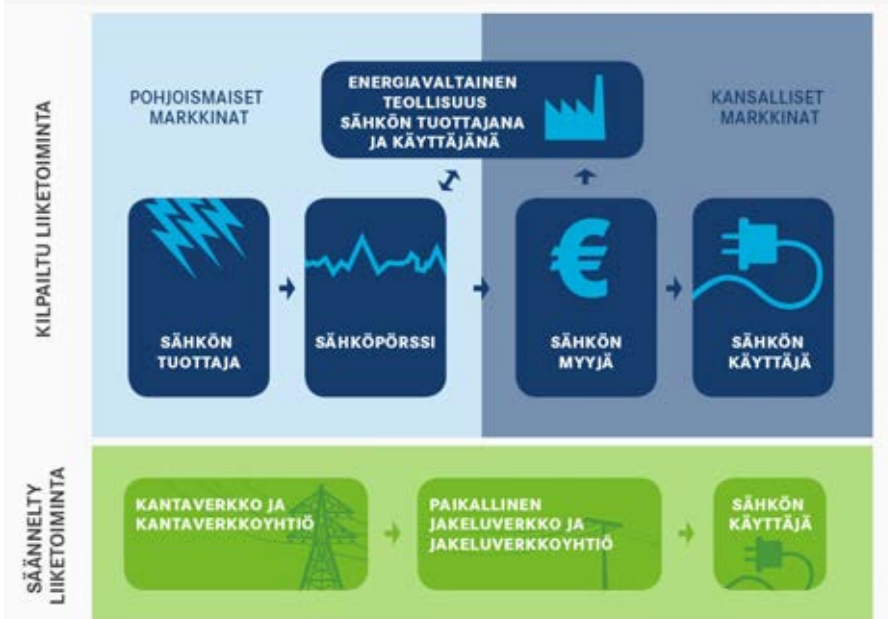 KILPAILTU LIIKETOIMINTA
POHJOISMAISET
MARKKINAT
ENERGIAVALTAINEN
TEOLLISUUS
SÄHKÖN TUOTTAJANA
JA KÄYTTÄJÄNÄ
KANSALLISET
MARKKINAT
SÄHKÖN
TUOTTAJA
SÄHKÖPÖRSSI
SÄHKÖN
MYYJÄ
SÄHKÖN
KÄYTTÄJÄ
SÄÄNNELTY
LIIKETOIMINTA
KANTAVERKKO JA
KANTAVERKKOYHTIÖ
PAIKALLINEN
JAKELUVERKKO JA
JAKELUVERKKOYHTIÖ
SÄHKÖN
KÄYTTÄJÄ